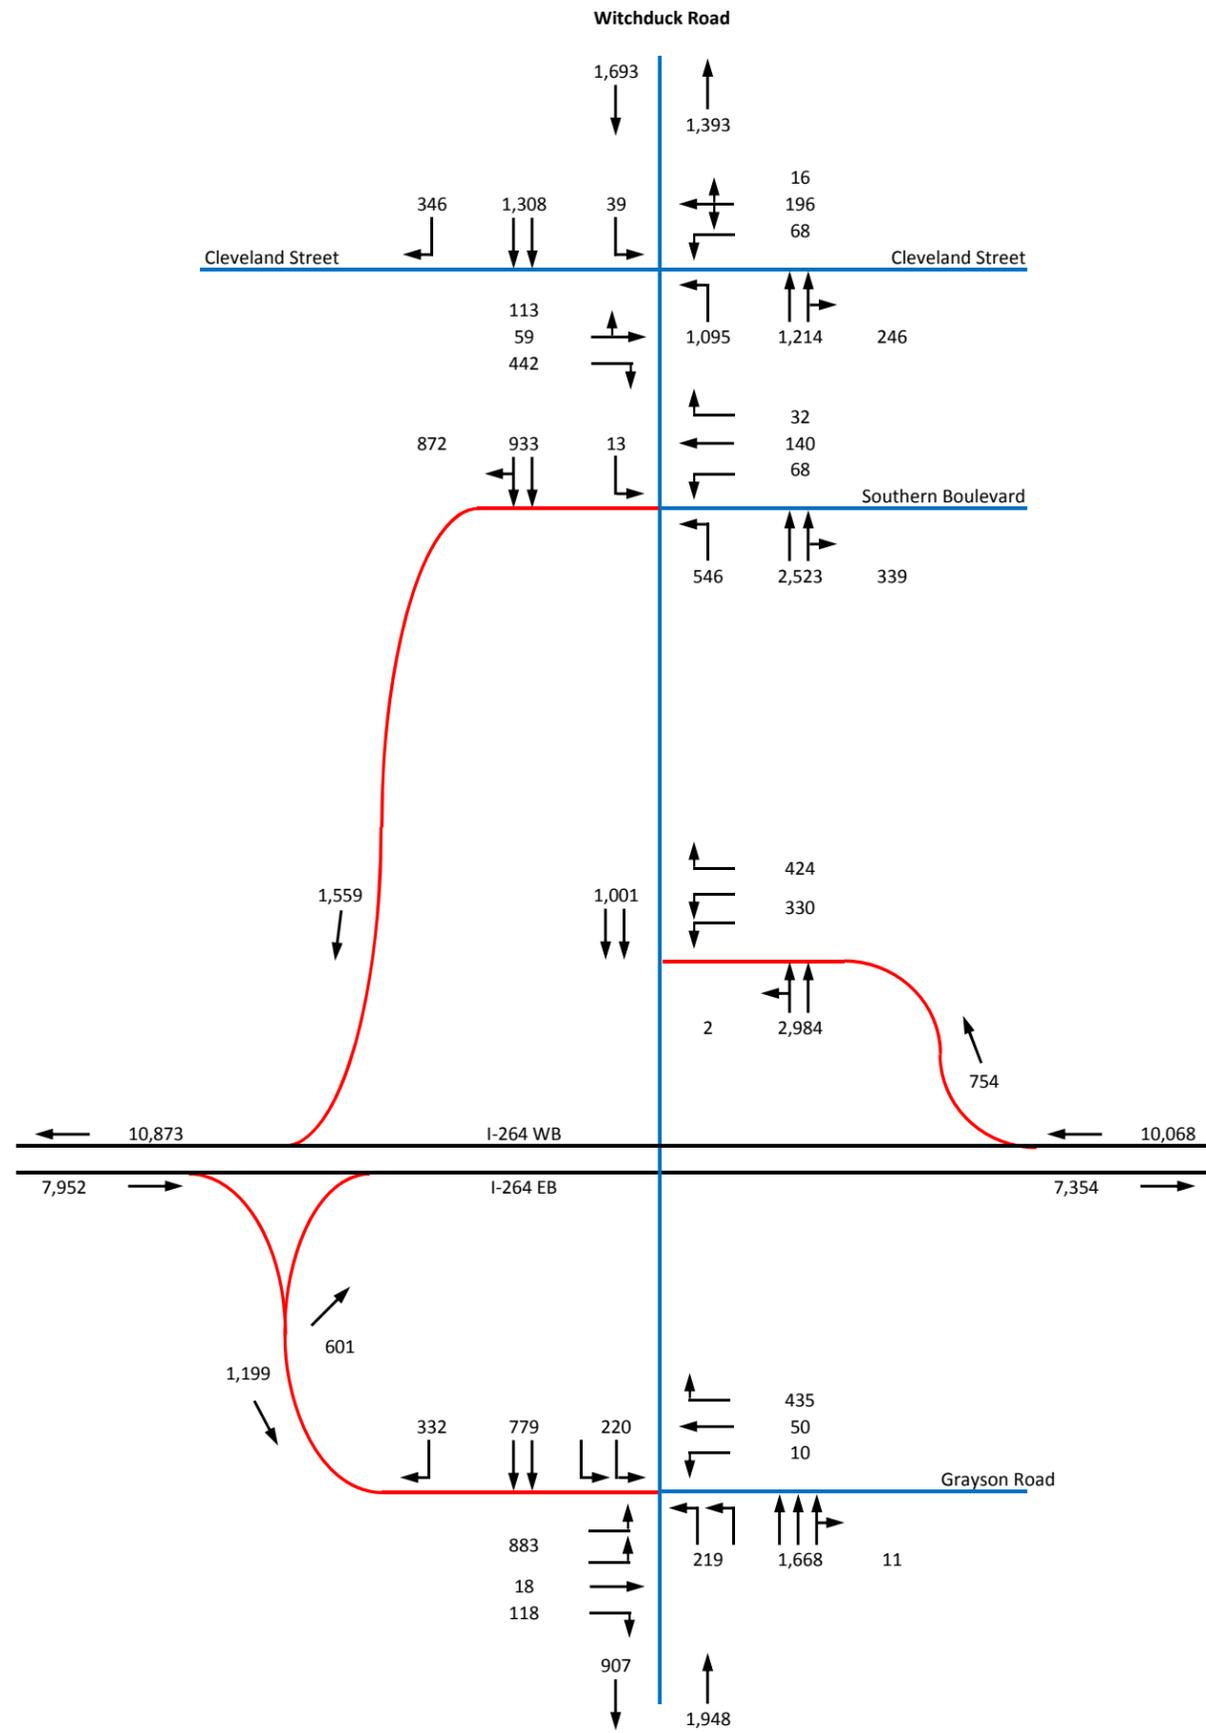 Witchduck Road
1,693
1,393
16
346 1,308 39 196
68
Cleveland Street Cleveland Street
113
59 1,095 1,214 246
442
32
872 933 13 140
68
Southern Boulevard
546 2,523 339
424
1,559 1,001 330
2 2,984
754
10,873 I-264 WB 10,068
7,952 I-264 EB 7,354
601
1,199
435
332 779 220 50
10
Grayson Road
883 219 1,668 11
18
118
907
1,948